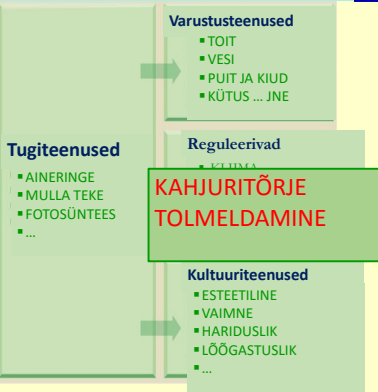 Varustusteenused
▪ TOIT
▪ VESI
▪ PUIT JA KIUD
▪ KÜTUS … JNE
Tugiteenused
▪ AINERINGE
▪ MULLA TEKE
▪ FOTOSÜNTEES
▪ …
Reguleerivad
KAHJURITÕRJE
TOLMELDAMINE
Kultuuriteenused
▪ ESTEETILINE
▪ VAIMNE
▪ HARIDUSLIK
▪ LÕÕGASTUSLIK
▪ …